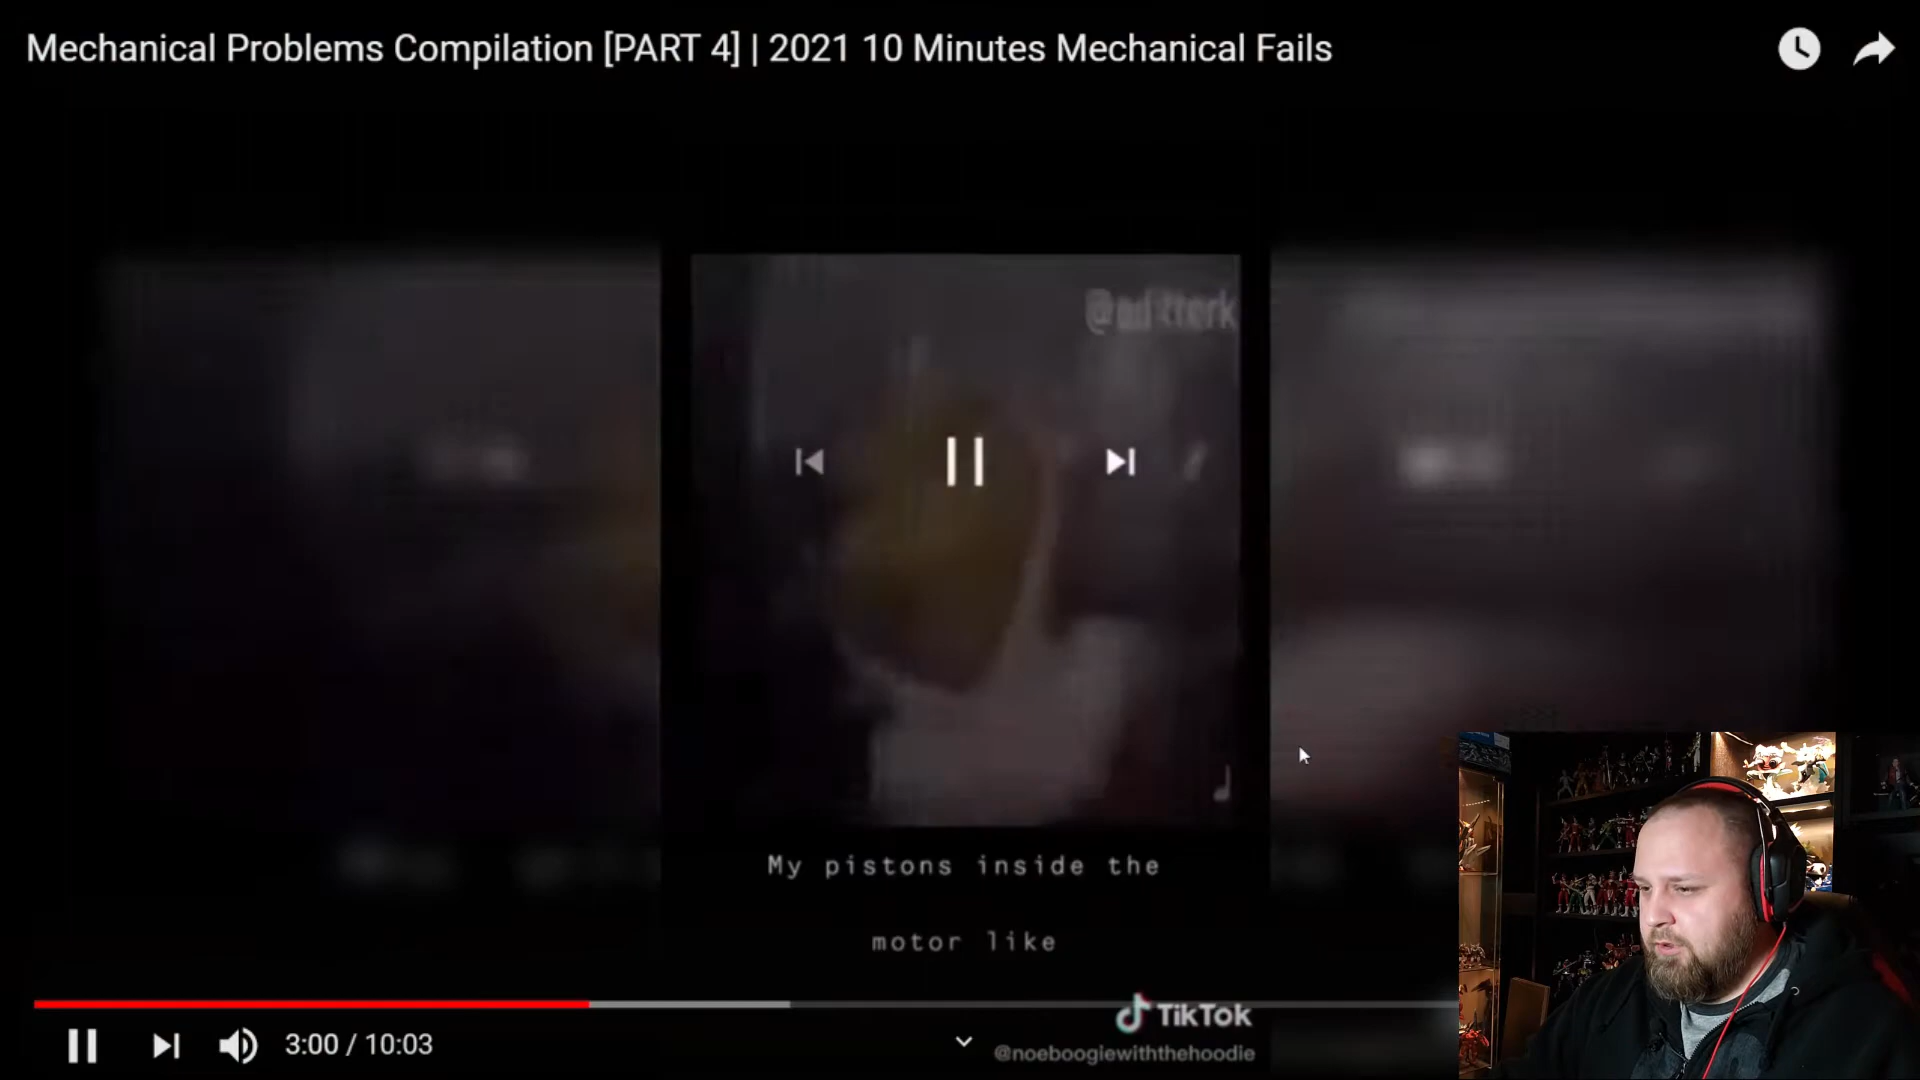 Mechanical Problems Compilation [PART 4] | 2021 10 Minutes Mechanical Fails
My pistons inside the
motor like
TikTok
3:00 / 10:03
@noeboogiewiththehoodie